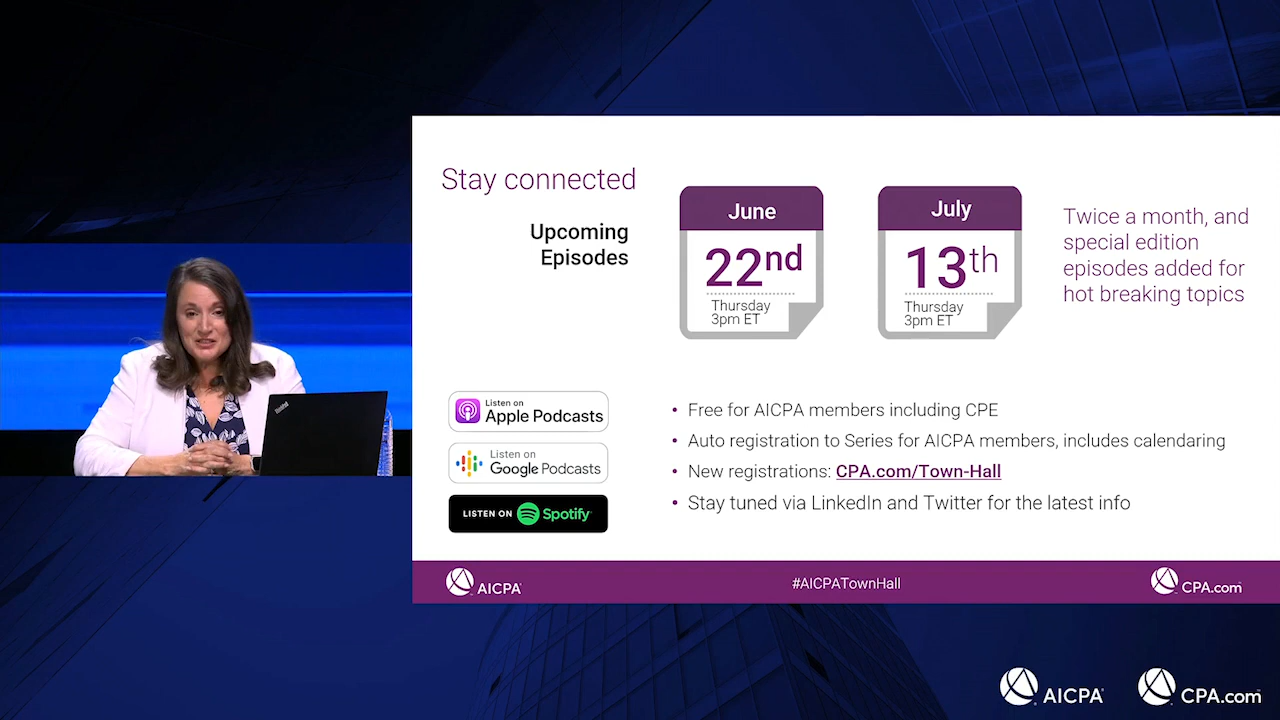 Stay connected
Upcoming
Episodes
June
22nd
Thursday
3pm ET
July
13th
Thursday
3pm ET
Twice a month, and
special edition
episodes added for
hot breaking topics
Listen on
Apple Podcasts
Listen on
Google Podcasts
LISTEN ON Spotify
• Free for AICPA members including CPE
• Auto registration to Series for AICPA members, includes calendaring
• New registrations: CPA.com/Town-Hall
• Stay tuned via LinkedIn and Twitter for the latest info
AICPA
#AICPATownHall
CPA.com
ThinkPad
AICPA
CPA.com